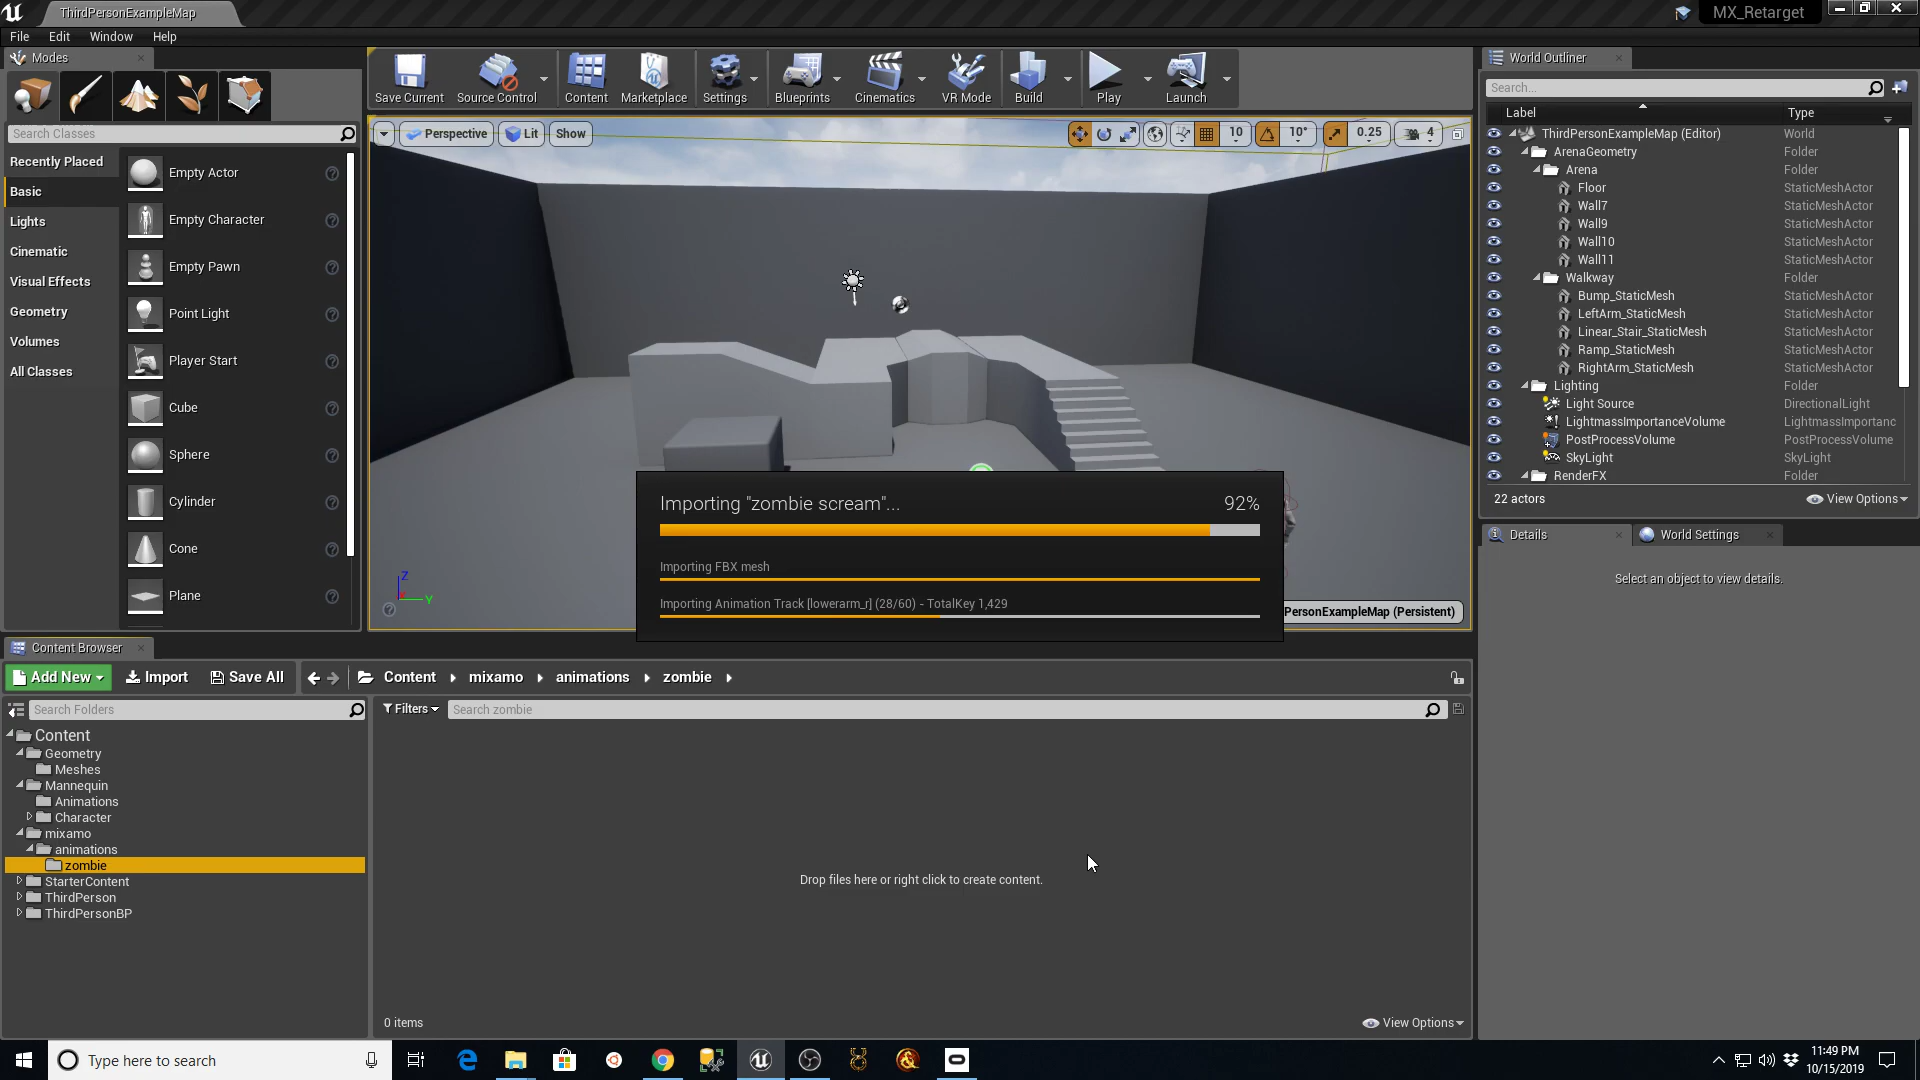 ThirdPersonExampleMap
MX_Retarget
File Edit Window Help
Modes
Save Current
Source Control
Content
Marketplace
Settings
Blueprints
Cinematics
VR Mode
Build
Play
Launch
Search Classes
Recently Placed
Basic
Lights
Cinematic
Visual Effects
Geometry
Volumes
All Classes
Empty Actor
Empty Character
Empty Pawn
Point Light
Player Start
Cube
Sphere
Cylinder
Cone
Plane
Perspective Lit Show
10 10° 0.25 4
Z
Y
Importing "zombie scream"... 92%
Importing FBX mesh
Importing Animation Track [lowerarm_r] (28/60) - TotalKey 1,429
PersonExampleMap (Persistent)
World Outliner
Search...
Label Type
ThirdPersonExampleMap (Editor) World
ArenaGeometry Folder
Arena Folder
Floor StaticMeshActor
Wall7 StaticMeshActor
Wall9 StaticMeshActor
Wall10 StaticMeshActor
Wall11 StaticMeshActor
Walkway Folder
Bump_StaticMesh StaticMeshActor
LeftArm_StaticMesh StaticMeshActor
Linear_Stair_StaticMesh StaticMeshActor
Ramp_StaticMesh StaticMeshActor
RightArm_StaticMesh StaticMeshActor
Lighting Folder
Light Source DirectionalLight
LightmassImportanceVolume LightmassImportanc
PostProcessVolume PostProcessVolume
SkyLight SkyLight
RenderFX Folder
22 actors View Options
Details World Settings
Select an object to view details.
Content Browser
Add New Import Save All Content mixamo animations zombie
Search Folders
Filters Search zombie
Content
Geometry
Meshes
Mannequin
Animations
Character
mixamo
animations
zombie
StarterContent
ThirdPerson
ThirdPersonBP
Drop files here or right click to create content.
0 items View Options
Type here to search
11:49 PM
10/15/2019